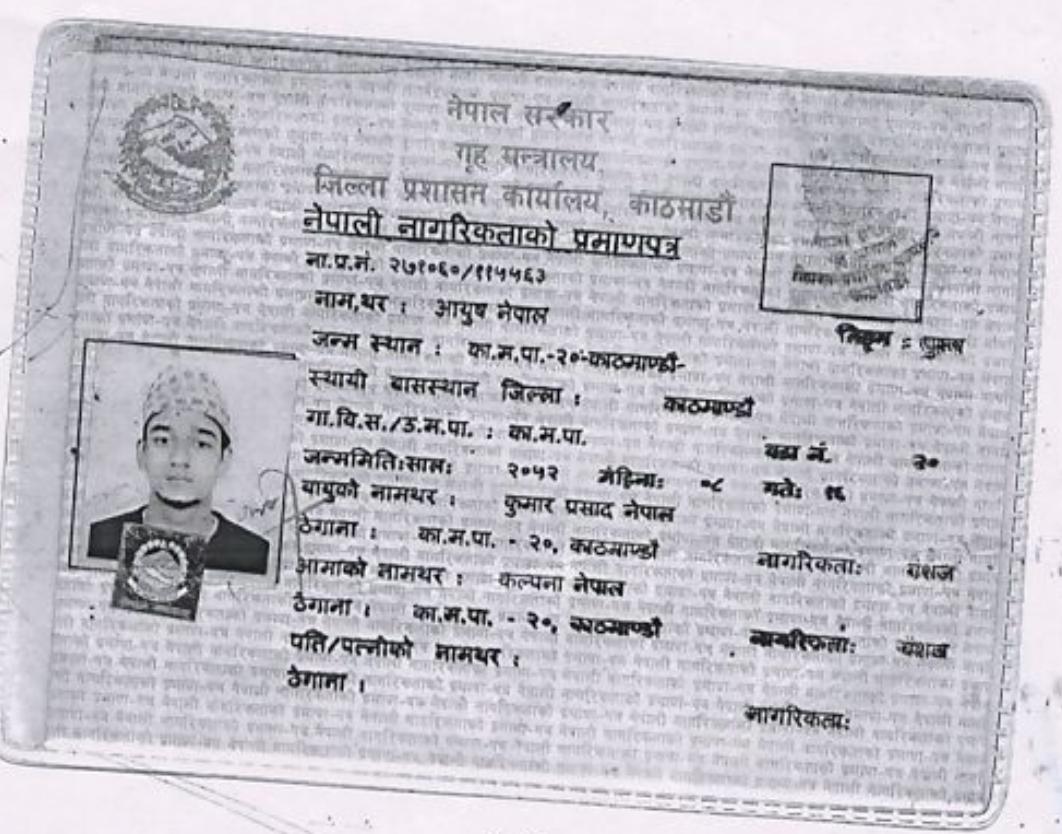 नेपाल सरकार
गृह मन्त्रालय
जिल्ला प्रशासन कार्यालय, काठमाडौं
नेपाली नागरिकताको प्रमाणपत्र
ना.प्र.नं. २७१०६०/११५५६३
नाम,थर : आयुष नेपाल
लिङ्ग : पुरूष
जन्म स्थान : का.म.पा.-२०-काठमाण्डौ-
स्थायी बासस्थान जिल्ला : काठमाण्डौ
गा.वि.स./उ.म.पा. : का.म.पा. वडा नं. २०
जन्ममिति:साल: २०५२ महिना: ०८ गते: १६
बाबुको नामथर : कुमार प्रसाद नेपाल
ठेगाना : का.म.पा. - २०, काठमाण्डौ नागरिकता: वंशज
आमाको नामथर : कल्पना नेपाल
ठेगाना : का.म.पा. - २०, काठमाण्डौ नागरिकता: वंशज
पति/पत्नीको नामथर :
ठेगाना :
नागरिकता: